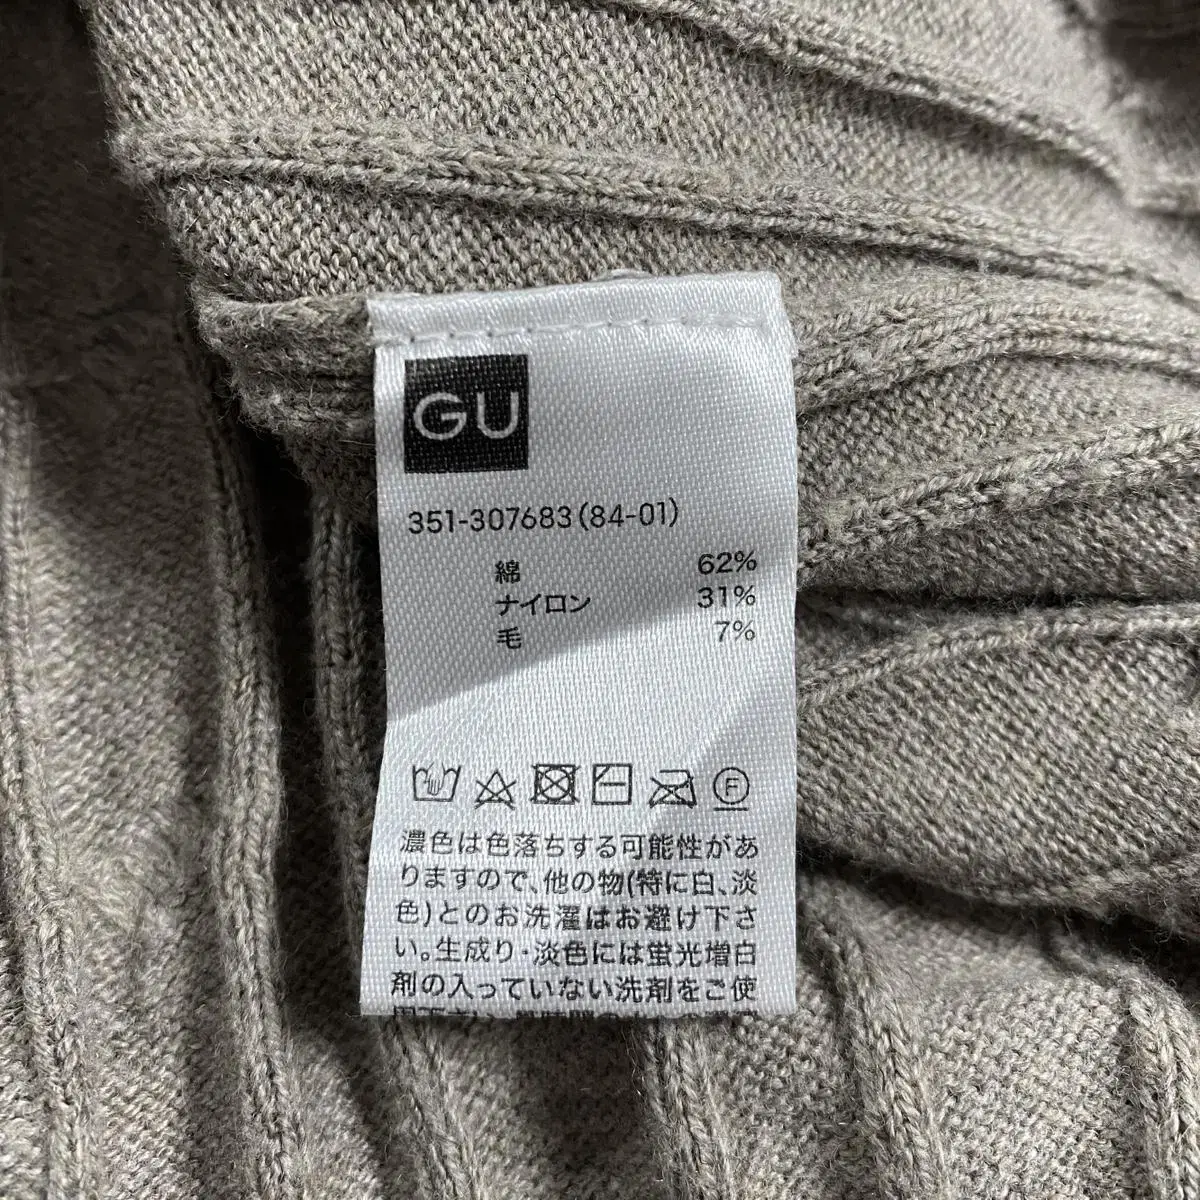 GU
351-307683(84-01)
綿 62%
ナイロン 31%
毛 7%
F
濃色は色落ちする可能性があ
りますので、他の物(特に白、淡
色)とのお洗濯はお避け下さ
い。生成り・淡色には蛍光増白
剤の入っていない洗剤をご使
用下さい。